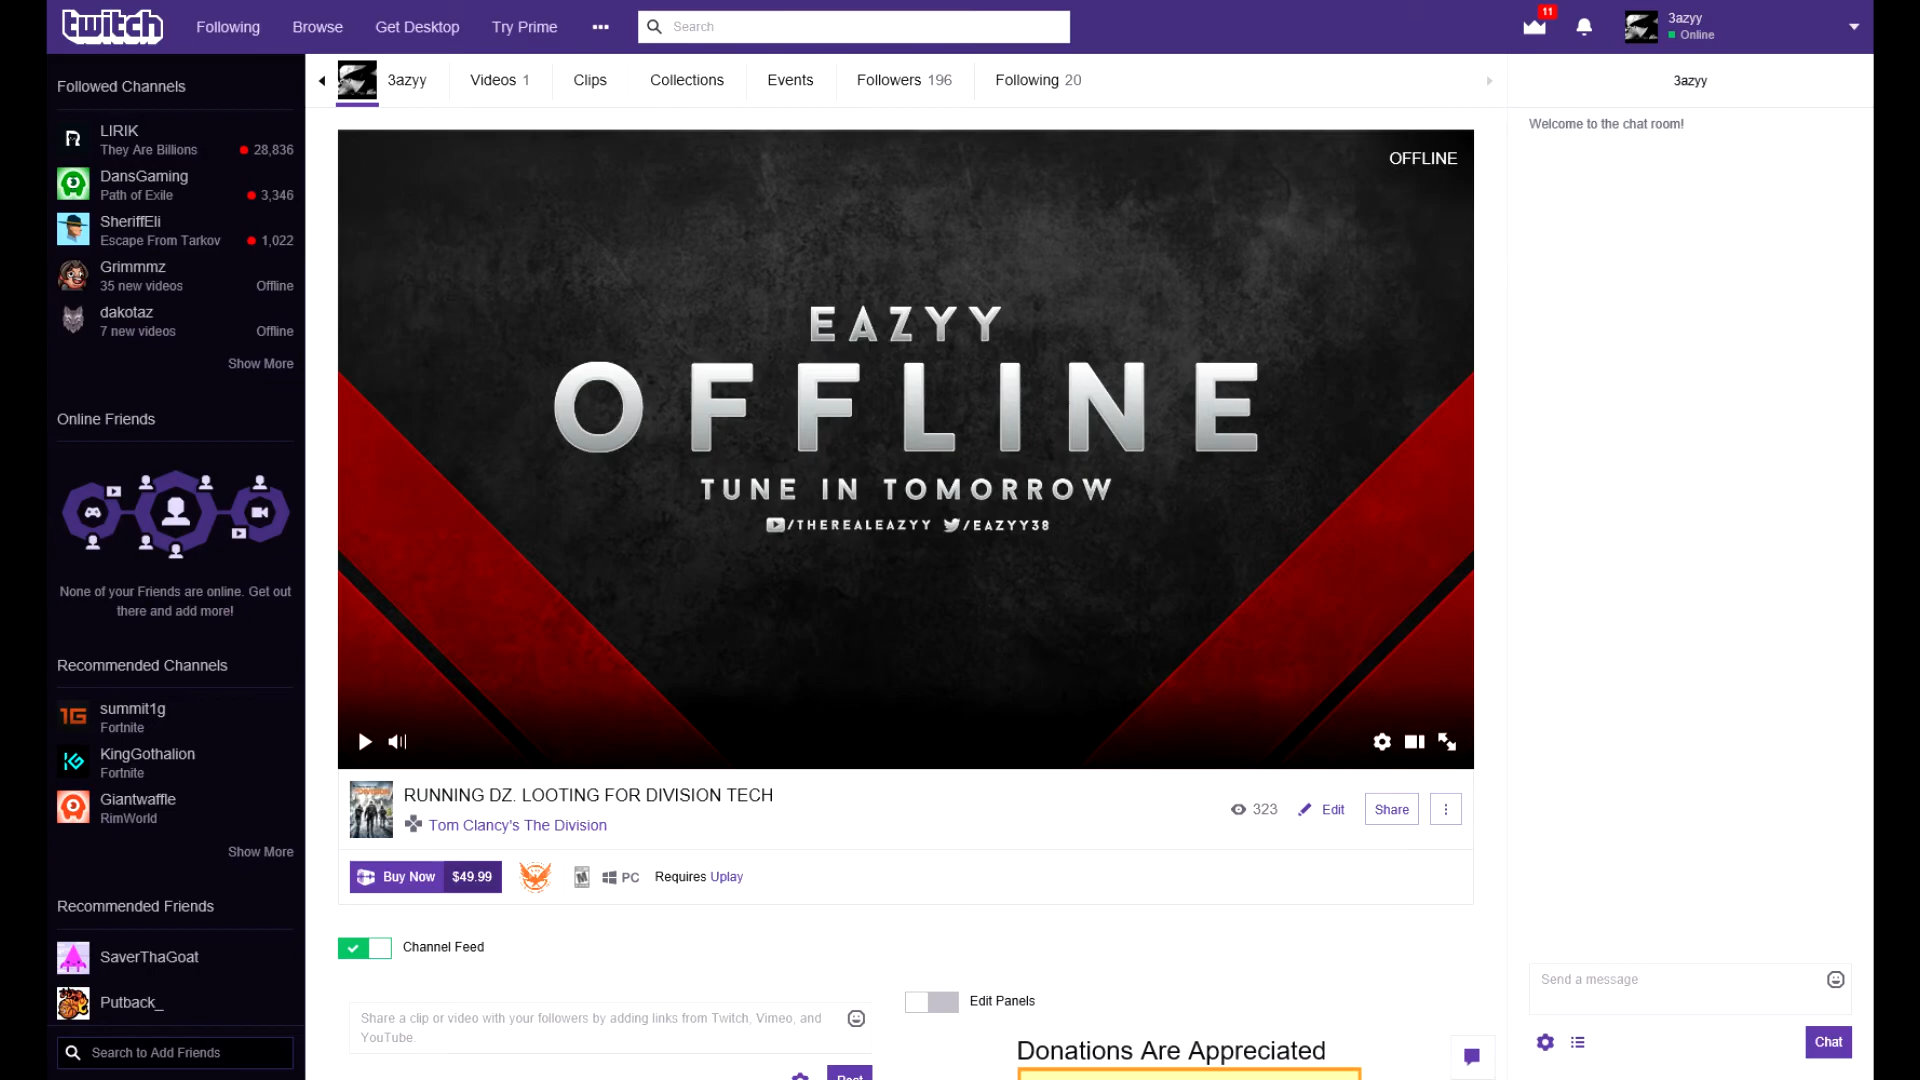 twitch
Following
Browse
Get Desktop
Try Prime
Search
11
3azyy
Online
Followed Channels
LIRIK
They Are Billions
28,836
DansGaming
Path of Exile
3,346
SheriffEli
Escape From Tarkov
1,022
Grimmmz
35 new videos
Offline
dakotaz
7 new videos
Offline
Show More
Online Friends
None of your Friends are online. Get out
there and add more!
Recommended Channels
summit1g
Fortnite
KingGothalion
Fortnite
Giantwaffle
RimWorld
Show More
Recommended Friends
SaverThaGoat
Putback_
Search to Add Friends
3azyy
Videos 1
Clips
Collections
Events
Followers 196
Following 20
OFFLINE
EAZYY
OFFLINE
TUNE IN TOMORROW
/THEREALEAZYY /EAZYY38
RUNNING DZ. LOOTING FOR DIVISION TECH
Tom Clancy's The Division
323
Edit
Share
Buy Now $49.99
PC
Requires Uplay
Channel Feed
Share a clip or video with your followers by adding links from Twitch, Vimeo, and
YouTube.
Post
Edit Panels
Donations Are Appreciated
3azyy
Welcome to the chat room!
Send a message
Chat